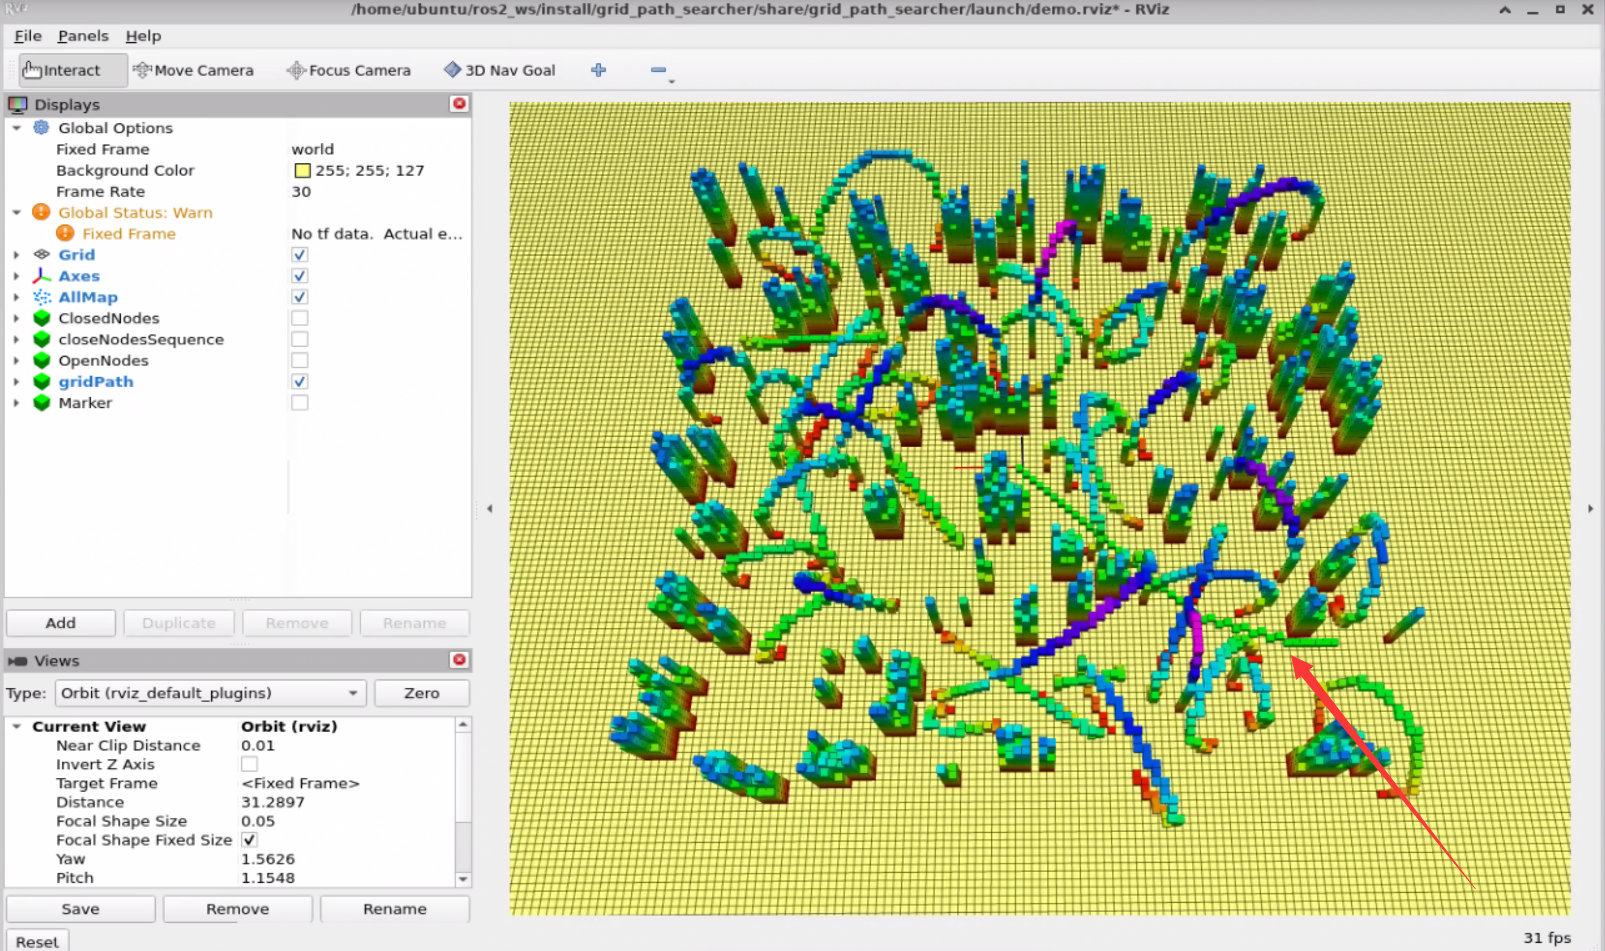 RViz
/home/ubuntu/ros2_ws/install/grid_path_searcher/share/grid_path_searcher/launch/demo.rviz* - RViz
File Panels Help
Interact Move Camera Focus Camera 3D Nav Goal
Displays
Global Options
Fixed Frame world
Background Color 255; 255; 127
Frame Rate 30
Global Status: Warn
Fixed Frame No tf data. Actual e...
Grid
Axes
AllMap
ClosedNodes
closeNodesSequence
OpenNodes
gridPath
Marker
Add Duplicate Remove Rename
Views
Type: Orbit (rviz_default_plugins) Zero
Current View Orbit (rviz)
Near Clip Distance 0.01
Invert Z Axis
Target Frame <Fixed Frame>
Distance 31.2897
Focal Shape Size 0.05
Focal Shape Fixed Size
Yaw 1.5626
Pitch 1.1548
Save Remove Rename
Reset
31 fps